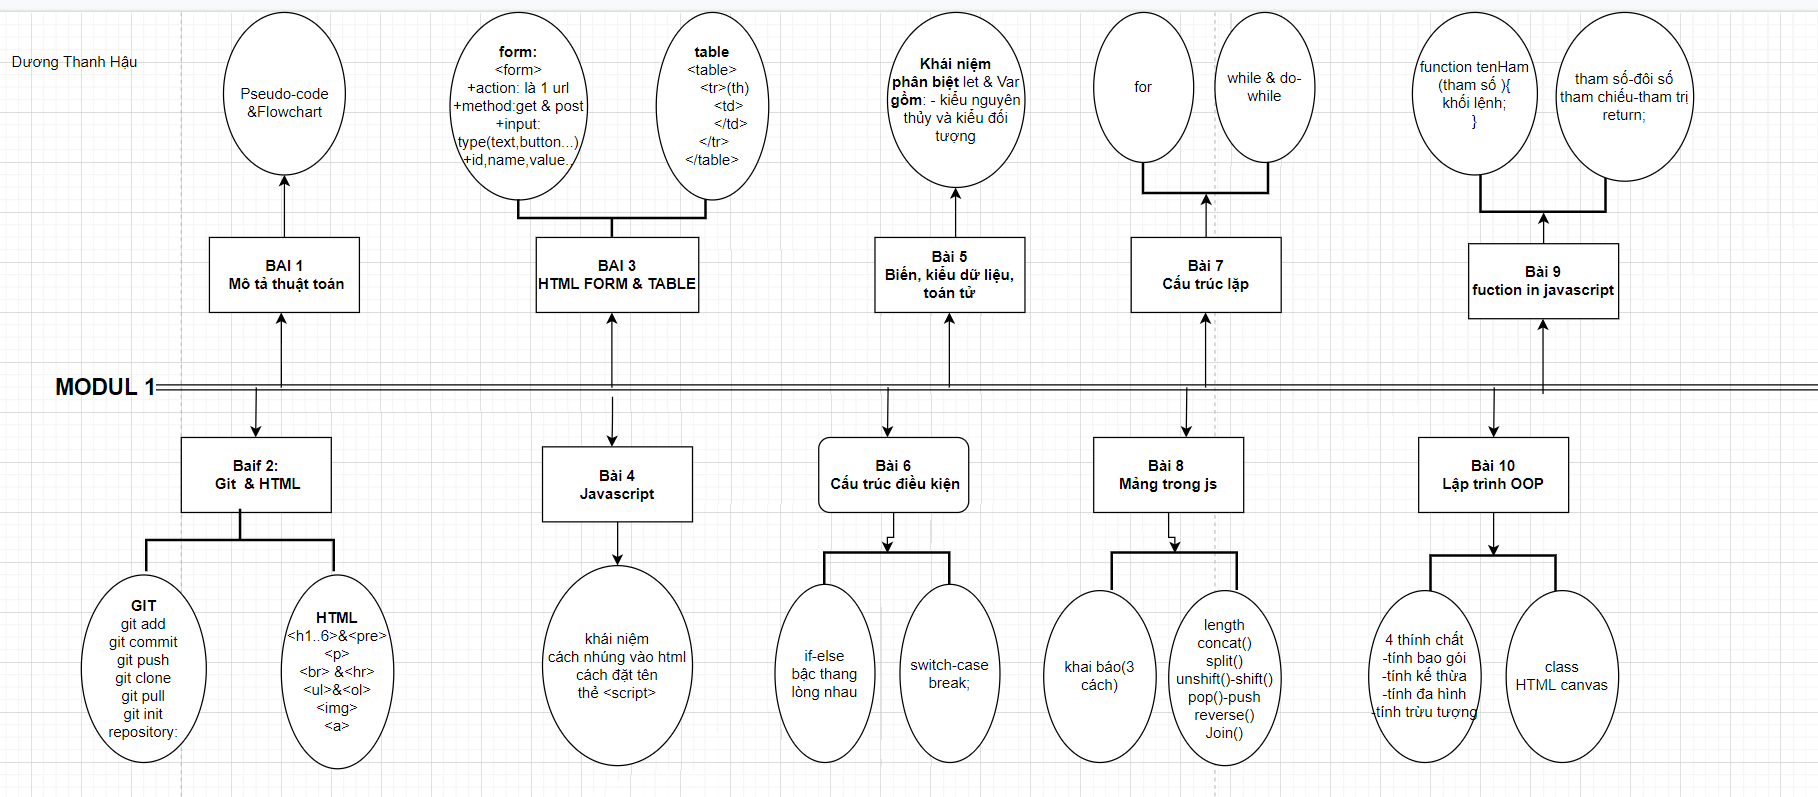 Dương Thanh Hậu
Pseudo-code
&Flowchart
form:
<form>
+action: là 1 url
+method:get & post
+input:
type(text,button...)
+id,name,value..
table
<table>
<tr>(th)
<td>
</td>
</tr>
</table>
Khái niệm
phân biệt let & Var
gồm: - kiểu nguyên
thủy và kiểu đối
tượng
for
while & do-
while
function tenHam
(tham số ){
khối lệnh;
}
tham số-đối số
tham chiếu-tham trị
return;
BAI 1
Mô tả thuật toán
BAI 3
HTML FORM & TABLE
Bài 5
Biến, kiểu dữ liệu,
toán tử
Bài 7
Cấu trúc lặp
Bài 9
fuction in javascript
MODUL 1
Baif 2:
Git & HTML
Bài 4
Javascript
Bài 6
Cấu trúc điều kiện
Bài 8
Mảng trong js
Bài 10
Lập trình OOP
GIT
git add
git commit
git push
git clone
git pull
git init
repository:
HTML
<h1..6>&<pre>
<p>
<br> &<hr>
<ul>&<ol>
<img>
<a>
khái niệm
cách nhúng vào html
cách đặt tên
thẻ <script>
if-else
bậc thang
lồng nhau
switch-case
break;
khai báo(3
cách)
length
concat()
split()
unshift()-shift()
pop()-push
reverse()
Join()
4 thính chất
-tính bao gói
-tính kế thừa
-tính đa hình
-tính trừu tượng
class
HTML canvas